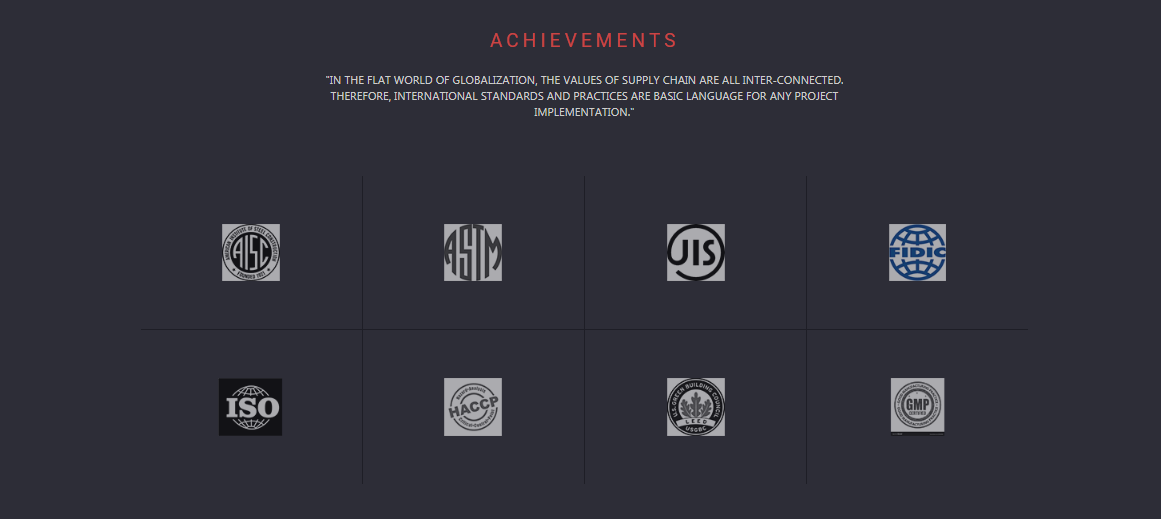 ACHIEVEMENTS
"IN THE FLAT WORLD OF GLOBALIZATION, THE VALUES OF SUPPLY CHAIN ARE ALL INTER-CONNECTED.
THEREFORE, INTERNATIONAL STANDARDS AND PRACTICES ARE BASIC LANGUAGE FOR ANY PROJECT
IMPLEMENTATION."
AMERICAN INSTITUTE OF STEEL CONSTRUCTION
AISC
FOUNDED 1921
ASTM
JIS
FIDIC
ISO
HACCP
U.S. GREEN BUILDING COUNCIL
LEED
USGBC
GMP
CERTIFIED